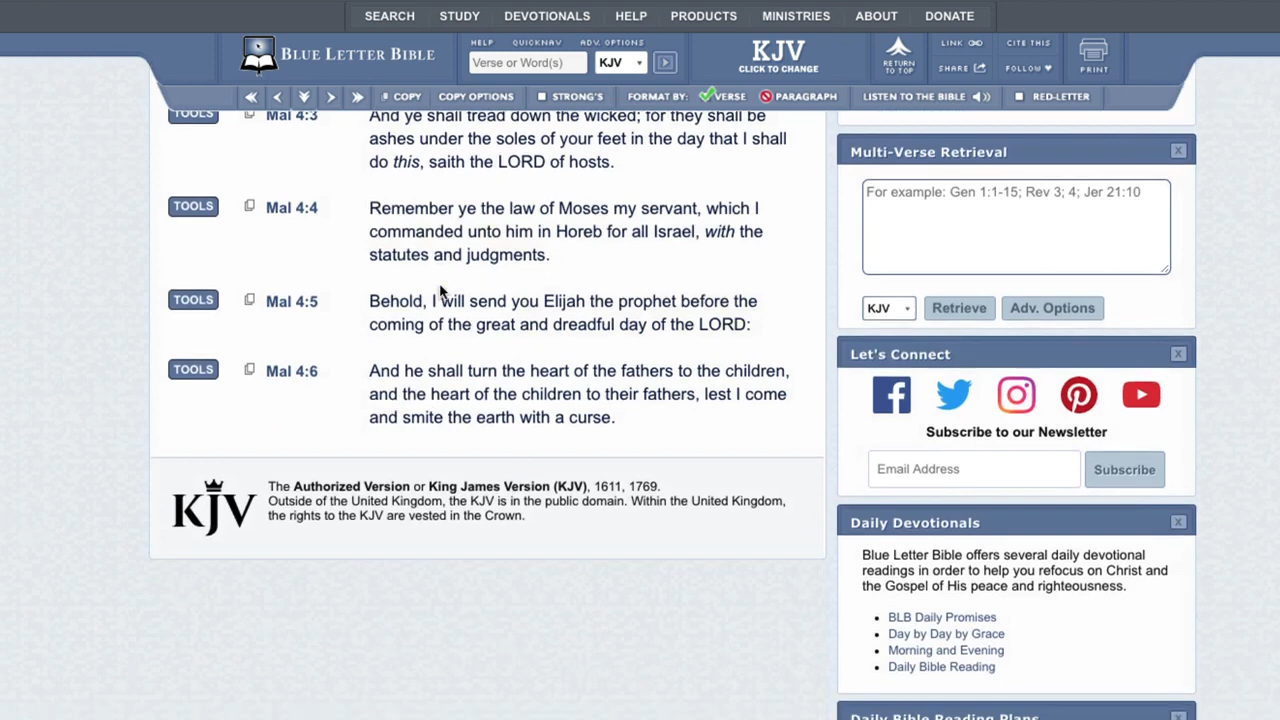 SEARCH STUDY DEVOTIONALS HELP PRODUCTS MINISTRIES ABOUT DONATE
BLUE LETTER BIBLE
HELP QUICKNAV ADV. OPTIONS
Verse or Word(s) KJV
KJV
CLICK TO CHANGE
RETURN
TO TOP
LINK CITE THIS
SHARE FOLLOW
PRINT
COPY COPY OPTIONS STRONG'S FORMAT BY: VERSE PARAGRAPH LISTEN TO THE BIBLE RED-LETTER
TOOLS Mal 4:3 And ye shall tread down the wicked; for they shall be
ashes under the soles of your feet in the day that I shall
do this, saith the LORD of hosts.
TOOLS Mal 4:4 Remember ye the law of Moses my servant, which I
commanded unto him in Horeb for all Israel, with the
statutes and judgments.
TOOLS Mal 4:5 Behold, I will send you Elijah the prophet before the
coming of the great and dreadful day of the LORD:
TOOLS Mal 4:6 And he shall turn the heart of the fathers to the children,
and the heart of the children to their fathers, lest I come
and smite the earth with a curse.
KJV
The Authorized Version or King James Version (KJV), 1611, 1769.
Outside of the United Kingdom, the KJV is in the public domain. Within the United Kingdom,
the rights to the KJV are vested in the Crown.
Multi-Verse Retrieval X
For example: Gen 1:1-15; Rev 3; 4; Jer 21:10
KJV Retrieve Adv. Options
Let's Connect X
Subscribe to our Newsletter
Email Address Subscribe
Daily Devotionals X
Blue Letter Bible offers several daily devotional
readings in order to help you refocus on Christ and
the Gospel of His peace and righteousness.
• BLB Daily Promises
• Day by Day by Grace
• Morning and Evening
• Daily Bible Reading
Daily Bible Reading Plans X